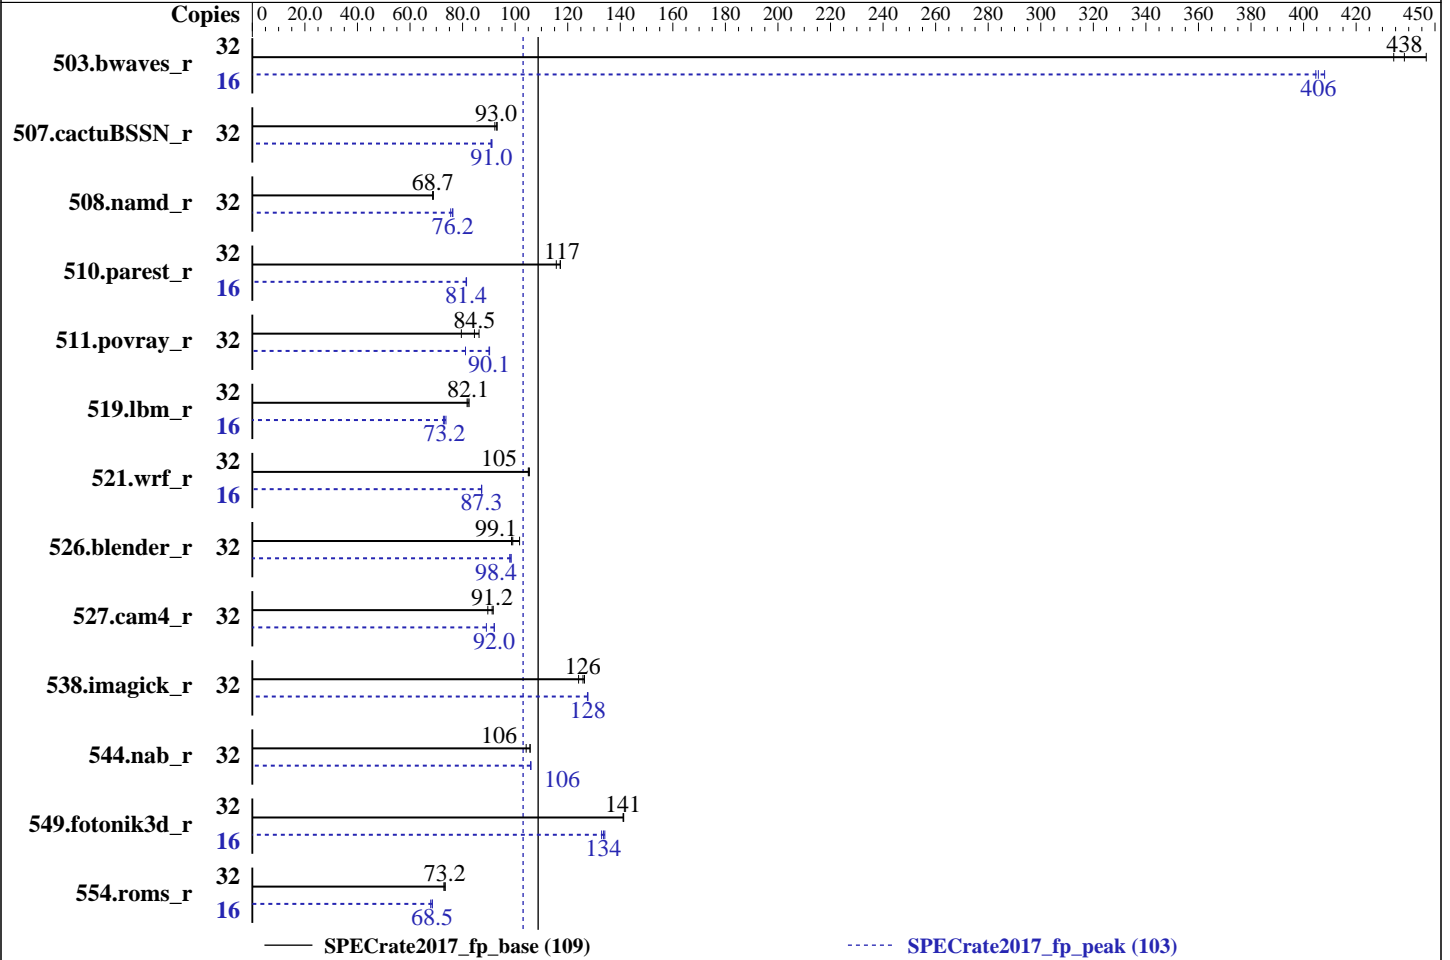 Copies 0 20.0 40.0 60.0 80.0 100 120 140 160 180 200 220 240 260 280 300 320 340 360 380 400 420 450
503.bwaves_r 32 438
16 406
507.cactuBSSN_r 32 93.0
91.0
508.namd_r 32 68.7
76.2
510.parest_r 32 117
16 81.4
511.povray_r 32 84.5
90.1
519.lbm_r 32 82.1
16 73.2
521.wrf_r 32 105
16 87.3
526.blender_r 32 99.1
98.4
527.cam4_r 32 91.2
92.0
538.imagick_r 32 126
128
544.nab_r 32 106
106
549.fotonik3d_r 32 141
16 134
554.roms_r 32 73.2
16 68.5
SPECrate2017_fp_base (109) SPECrate2017_fp_peak (103)